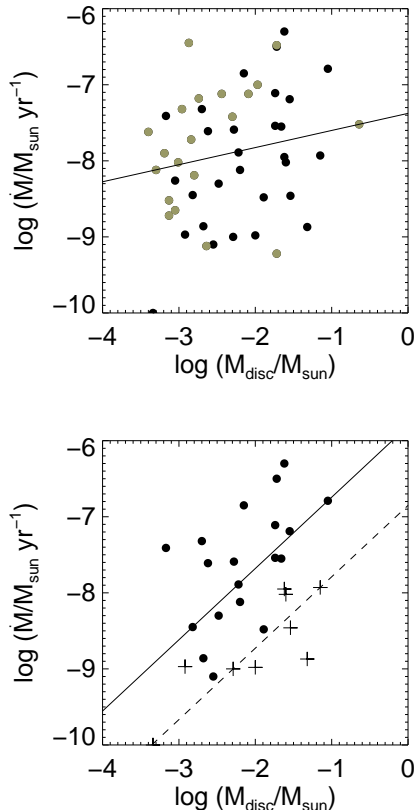 −6
−7
−8
−9
−10
log (Ṁ/M_sun yr⁻¹)
−4 −3 −2 −1 0
log (M_disc/M_sun)
−6
−7
−8
−9
−10
log (Ṁ/M_sun yr⁻¹)
−4 −3 −2 −1 0
log (M_disc/M_sun)